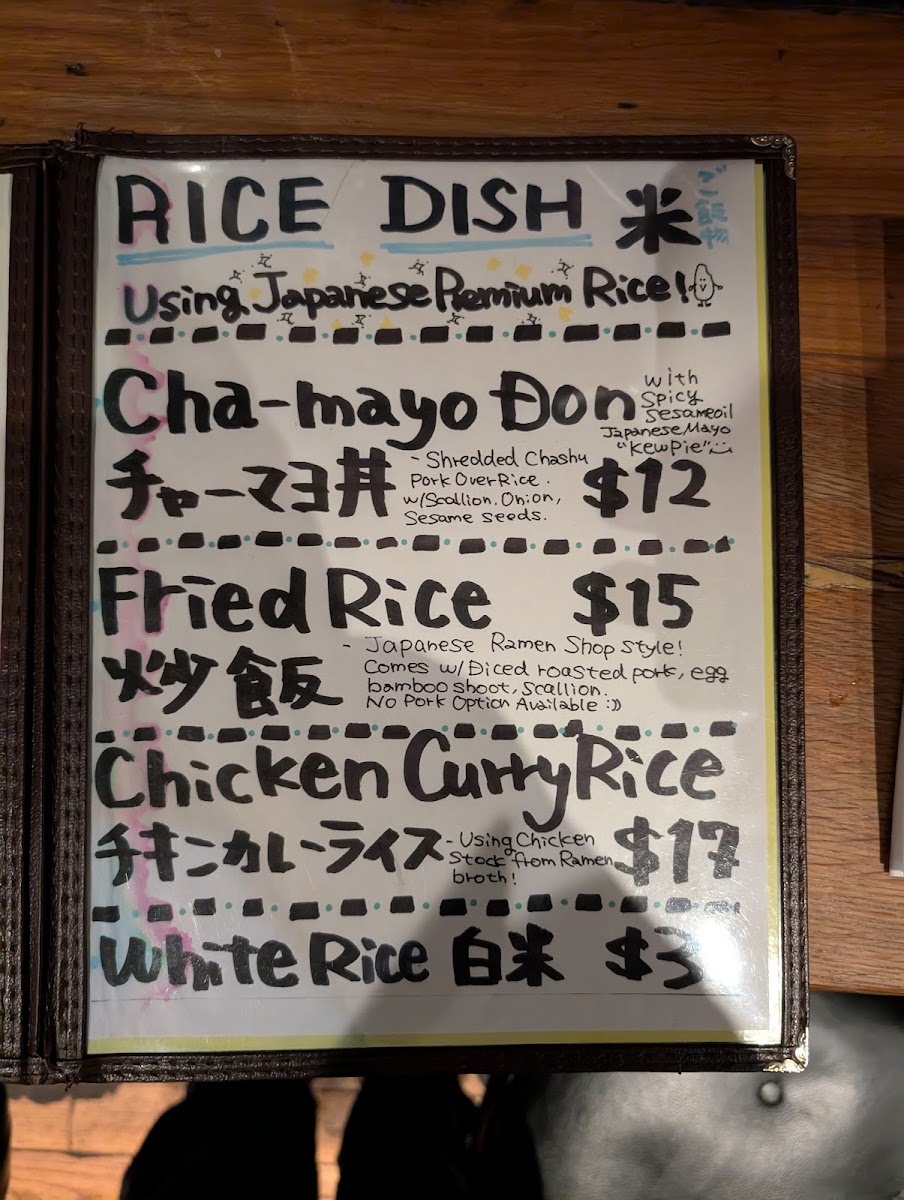 RICE DISH 米
ご飯物
Using Japanese Premium Rice!
Cha-mayo Don
with
Spicy
Sesame oil
Japanese Mayo
"Kewpie"
チャーマヨ丼
- Shredded Chashu
Pork Over Rice.
w/Scallion, Onion,
Sesame seeds.
$12
Fried Rice $15
炒飯
- Japanese Ramen Shop style!
Comes w/ Diced roasted pork, egg
bamboo shoot, scallion.
No Pork Option Available :))
Chicken Curry Rice
チキンカレーライス
- Using Chicken
Stock from Ramen
broth!
$17
White Rice 白米 $3